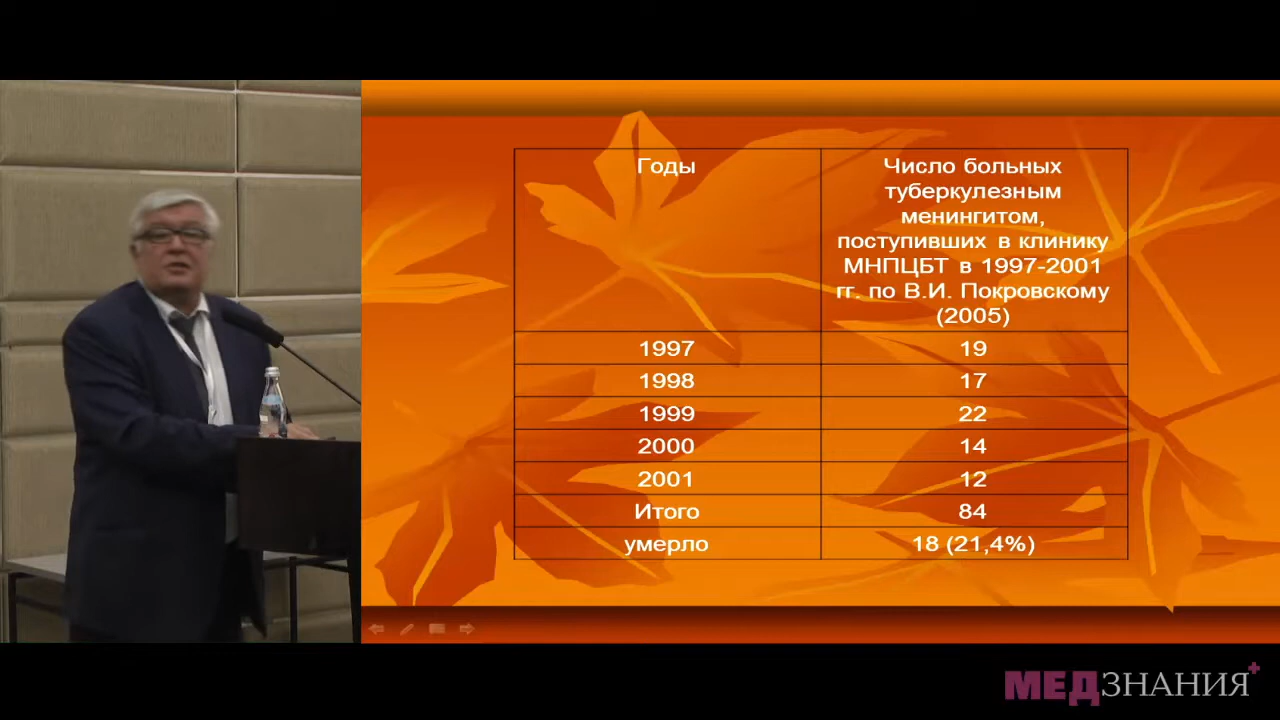 Годы
Число больных
туберкулезным
менингитом,
поступивших в клинику
МНПЦБТ в 1997-2001
гг. по В.И. Покровскому
(2005)
1997 19
1998 17
1999 22
2000 14
2001 12
Итого 84
умерло 18 (21,4%)
МЕДЗНАНИЯ+